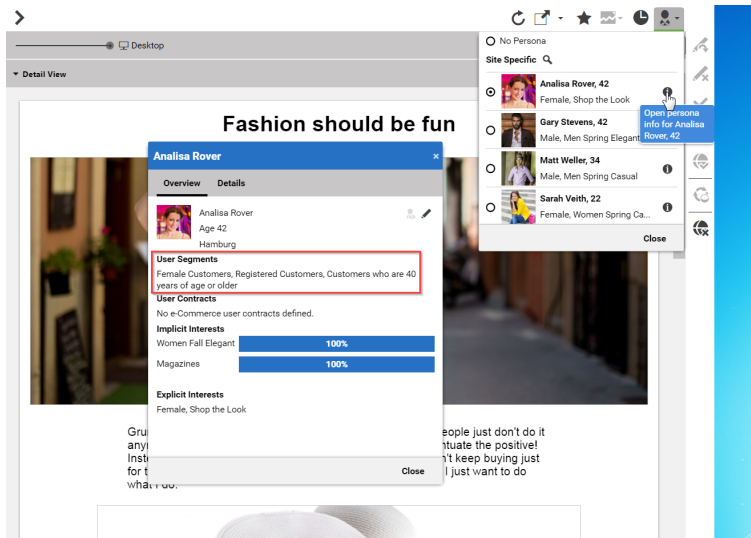 Desktop
Detail View
Fashion should be fun
No Persona
Site Specific
Analisa Rover, 42
Female, Shop the Look
Gary Stevens, 42
Male, Men Spring Elegant
Matt Weller, 34
Male, Men Spring Casual
Sarah Veith, 22
Female, Women Spring Ca...
Close
Open persona
info for Analisa
Rover, 42
Analisa Rover
×
Overview Details
Analisa Rover
Age 42
Hamburg
User Segments
Female Customers, Registered Customers, Customers who are 40
years of age or older
User Contracts
No e-Commerce user contracts defined.
Implicit Interests
Women Fall Elegant 100%
Magazines 100%
Explicit Interests
Female, Shop the Look
Close
eople just don't do it
the positive!
keep buying just
for I just want to do
what I do.